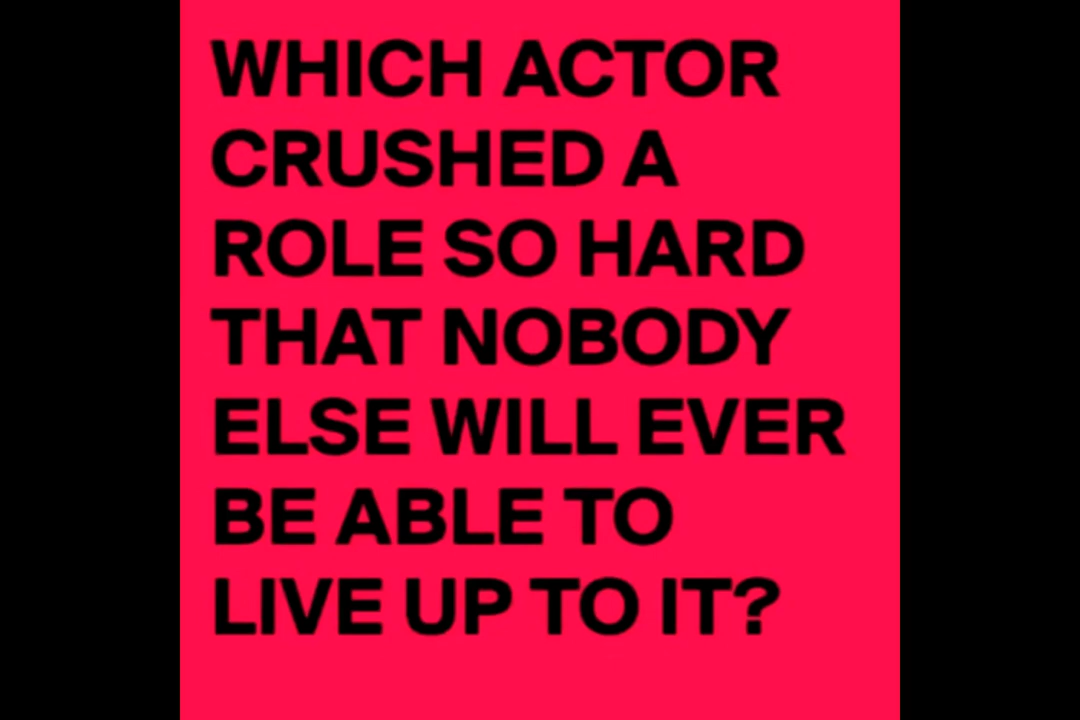 WHICH ACTOR
CRUSHED A
ROLE SO HARD
THAT NOBODY
ELSE WILL EVER
BE ABLE TO
LIVE UP TO IT?